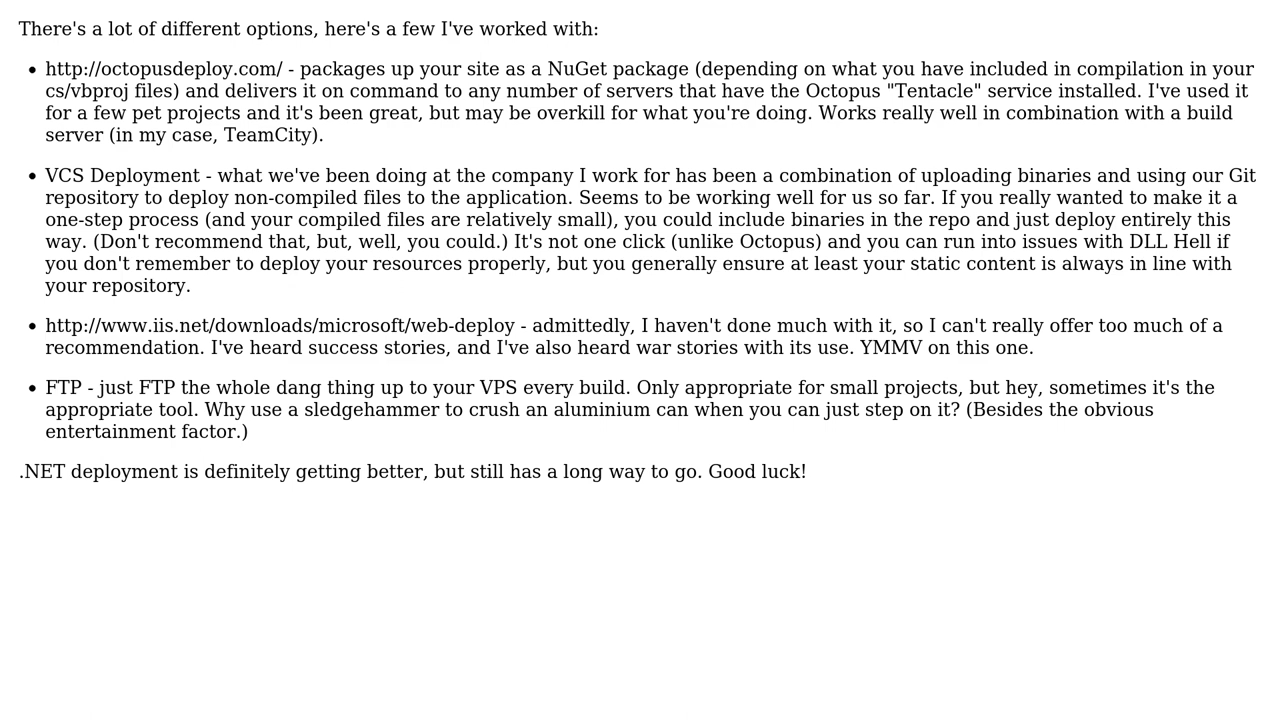 There's a lot of different options, here's a few I've worked with:
• http://octopusdeploy.com/ - packages up your site as a NuGet package (depending on what you have included in compilation in your
cs/vbproj files) and delivers it on command to any number of servers that have the Octopus "Tentacle" service installed. I've used it
for a few pet projects and it's been great, but may be overkill for what you're doing. Works really well in combination with a build
server (in my case, TeamCity).
• VCS Deployment - what we've been doing at the company I work for has been a combination of uploading binaries and using our Git
repository to deploy non-compiled files to the application. Seems to be working well for us so far. If you really wanted to make it a
one-step process (and your compiled files are relatively small), you could include binaries in the repo and just deploy entirely this
way. (Don't recommend that, but, well, you could.) It's not one click (unlike Octopus) and you can run into issues with DLL Hell if
you don't remember to deploy your resources properly, but you generally ensure at least your static content is always in line with
your repository.
• http://www.iis.net/downloads/microsoft/web-deploy - admittedly, I haven't done much with it, so I can't really offer too much of a
recommendation. I've heard success stories, and I've also heard war stories with its use. YMMV on this one.
• FTP - just FTP the whole dang thing up to your VPS every build. Only appropriate for small projects, but hey, sometimes it's the
appropriate tool. Why use a sledgehammer to crush an aluminium can when you can just step on it? (Besides the obvious
entertainment factor.)
.NET deployment is definitely getting better, but still has a long way to go. Good luck!